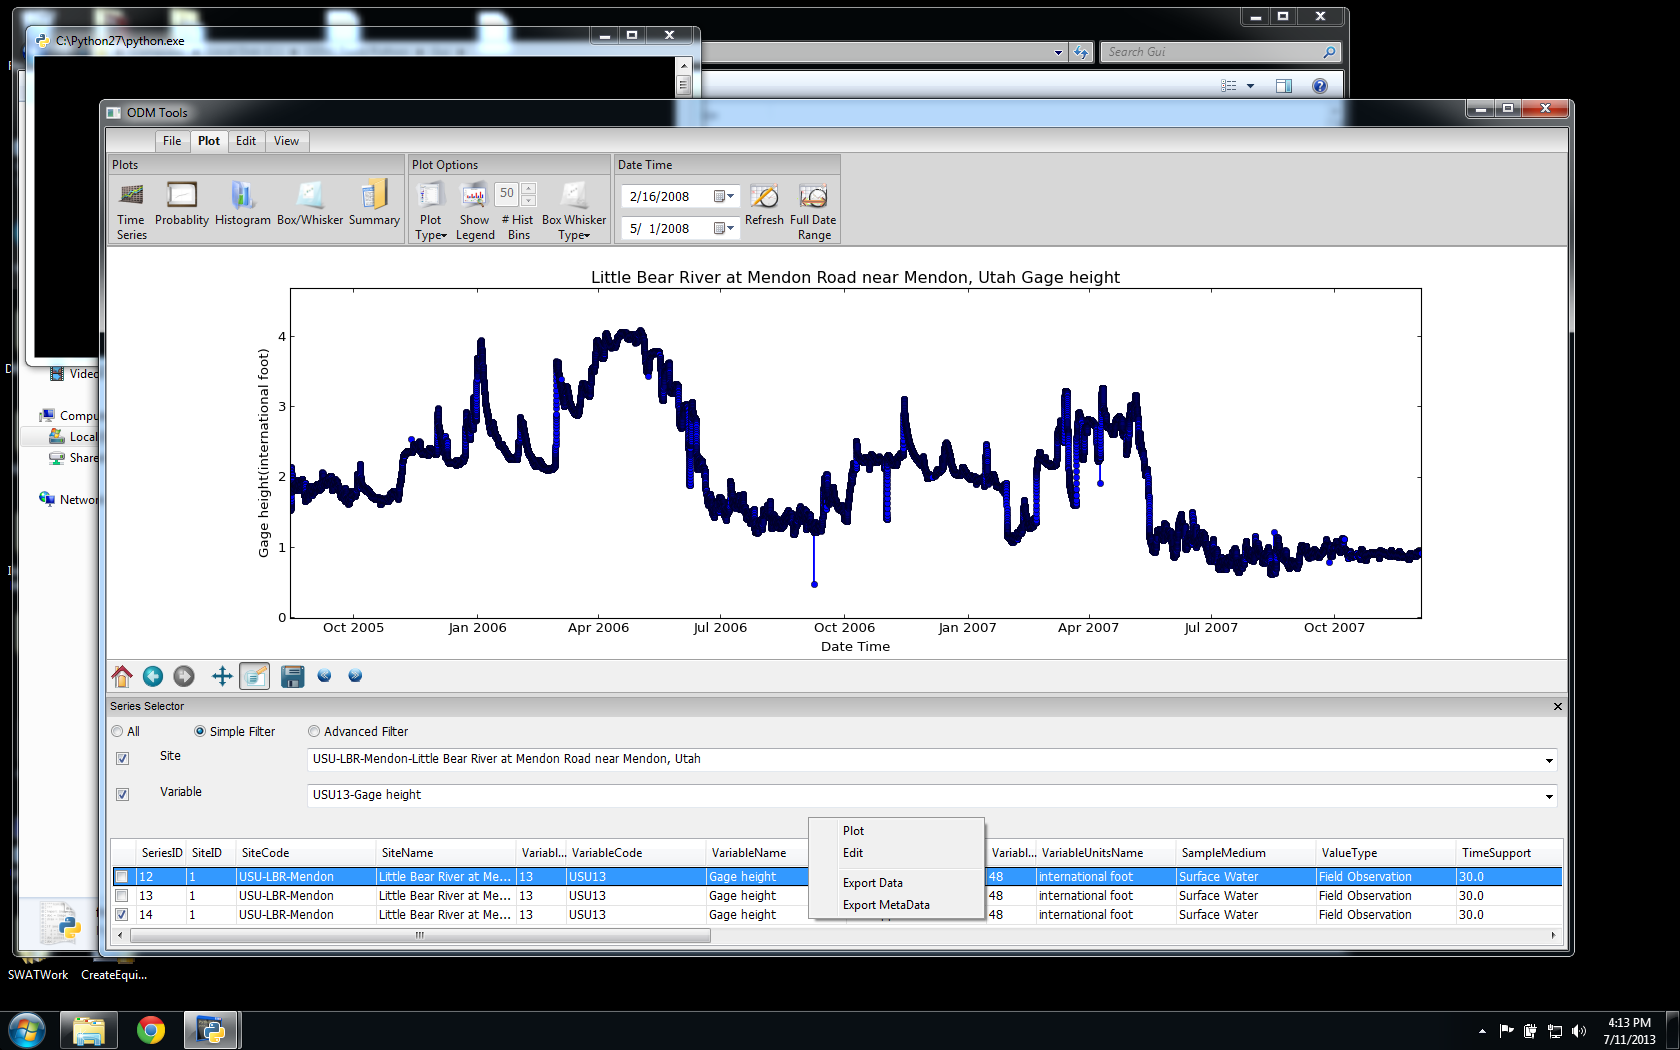 C:\Python27\python.exe
Search Gui
ODM Tools
File Plot Edit View
Plots
Plot Options
Date Time
Time Series
Probablity
Histogram
Box/Whisker
Summary
Plot Type
Show Legend
50
# Hist Bins
Box Whisker Type
2/16/2008
5/ 1/2008
Refresh
Full Date Range
Little Bear River at Mendon Road near Mendon, Utah Gage height
Gage height(international foot)
4
3
2
1
0
Oct 2005 Jan 2006 Apr 2006 Jul 2006 Oct 2006 Jan 2007 Apr 2007 Jul 2007 Oct 2007
Date Time
Compu
Local
Share
Networ
Series Selector
All Simple Filter Advanced Filter
Site USU-LBR-Mendon-Little Bear River at Mendon Road near Mendon, Utah
Variable USU13-Gage height
Plot
Edit
Export Data
Export MetaData
SeriesID SiteID SiteCode SiteName Variabl... VariableCode VariableName Variabl... VariableUnitsName SampleMedium ValueType TimeSupport
12 1 USU-LBR-Mendon Little Bear River at Me... 13 USU13 Gage height 48 international foot Surface Water Field Observation 30.0
13 1 USU-LBR-Mendon Little Bear River at Me... 13 USU13 Gage height 48 international foot Surface Water Field Observation 30.0
14 1 USU-LBR-Mendon Little Bear River at Me... 13 USU13 Gage height 48 international foot Surface Water Field Observation 30.0
SWATWork CreateEqui...
4:13 PM
7/11/2013